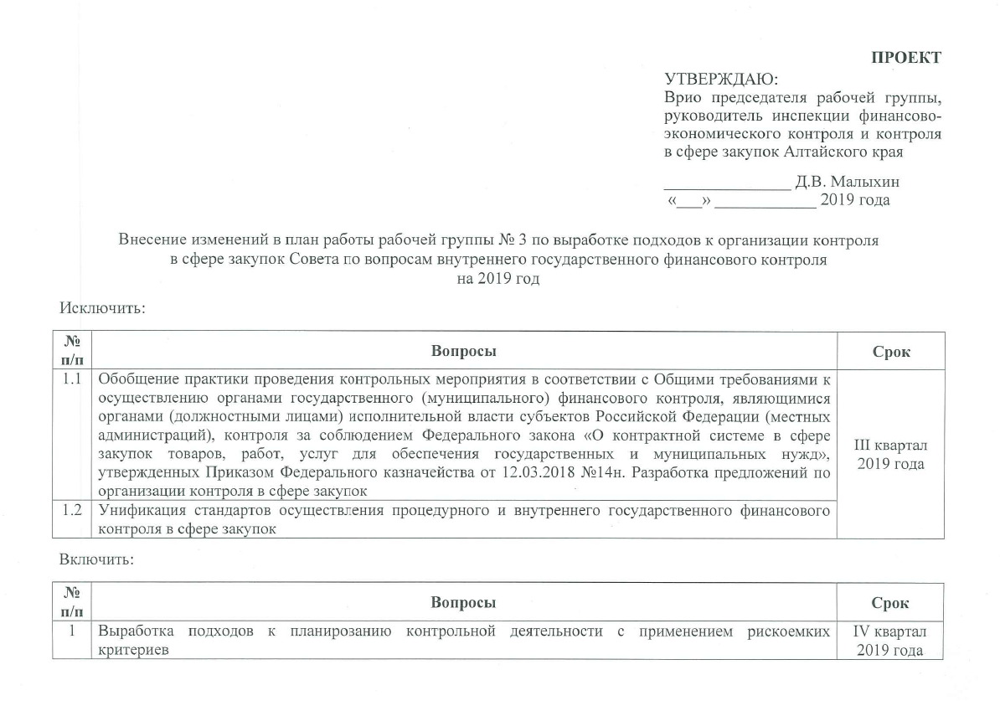 ПРОЕКТ
УТВЕРЖДАЮ:
Врио председателя рабочей группы,
руководитель инспекции финансово-
экономического контроля и контроля
в сфере закупок Алтайского края
_______________ Д.В. Малыхин
«___» ____________ 2019 года
Внесение изменений в план работы рабочей группы № 3 по выработке подходов к организации контроля
в сфере закупок Совета по вопросам внутреннего государственного финансового контроля
на 2019 год
Исключить:
№
п/п
Вопросы
Срок
1.1
Обобщение практики проведения контрольных мероприятия в соответствии с Общими требованиями к
осуществлению органами государственного (муниципального) финансового контроля, являющимися
органами (должностными лицами) исполнительной власти субъектов Российской Федерации (местных
администраций), контроля за соблюдением Федерального закона «О контрактной системе в сфере
закупок товаров, работ, услуг для обеспечения государственных и муниципальных нужд»,
утвержденных Приказом Федерального казначейства от 12.03.2018 №14н. Разработка предложений по
организации контроля в сфере закупок
III квартал
2019 года
1.2
Унификация стандартов осуществления процедурного и внутреннего государственного финансового
контроля в сфере закупок
Включить:
№
п/п
Вопросы
Срок
1
Выработка подходов к планированию контрольной деятельности с применением рискоемких
критериев
IV квартал
2019 года